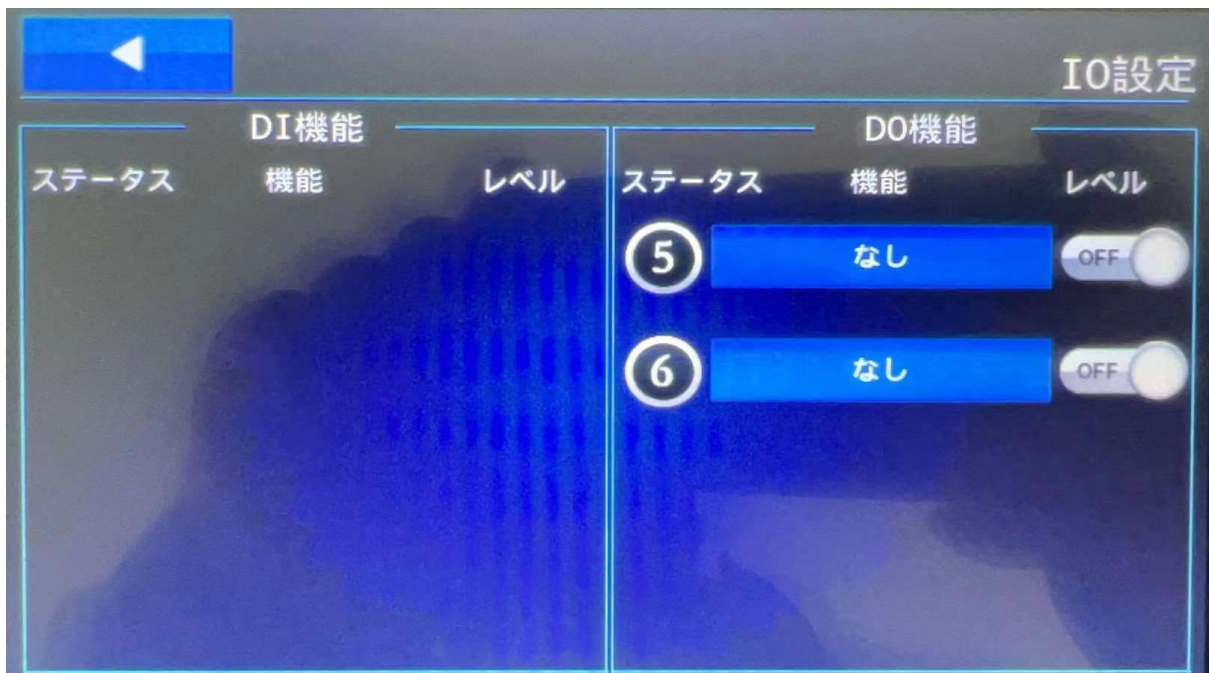 IO設定
DI機能
DO機能
ステータス 機能 レベル
ステータス 機能 レベル
5 なし OFF
6 なし OFF